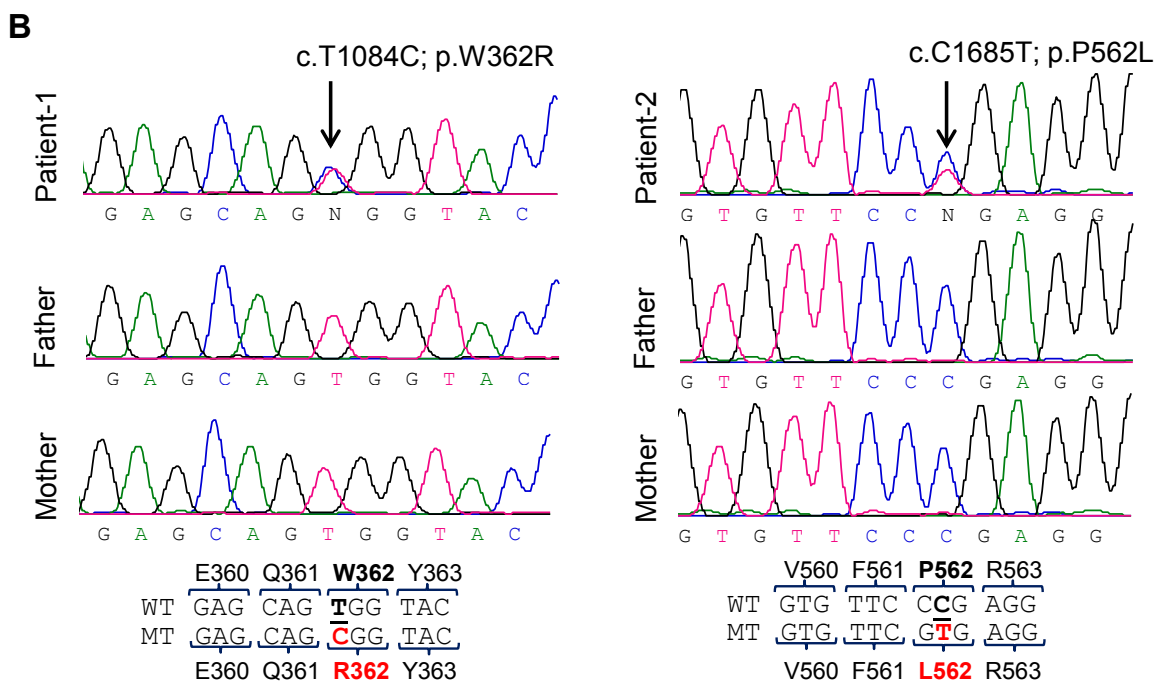 B
c.T1084C; p.W362R
c.C1685T; p.P562L
Patient-1
G A G C A G N G G T A C
Patient-2
G T G T T C C N G A G G
Father
G A G C A G T G G T A C
Father
G T G T T C C C G A G G
Mother
G A G C A G T G G T A C
Mother
G T G T T C C C G A G G
E360 Q361 W362 Y363
WT GAG CAG TGG TAC
MT GAG CAG CGG TAC
E360 Q361 R362 Y363
V560 F561 P562 R563
WT GTG TTC CCG AGG
MT GTG TTC GTG AGG
V560 F561 L562 R563